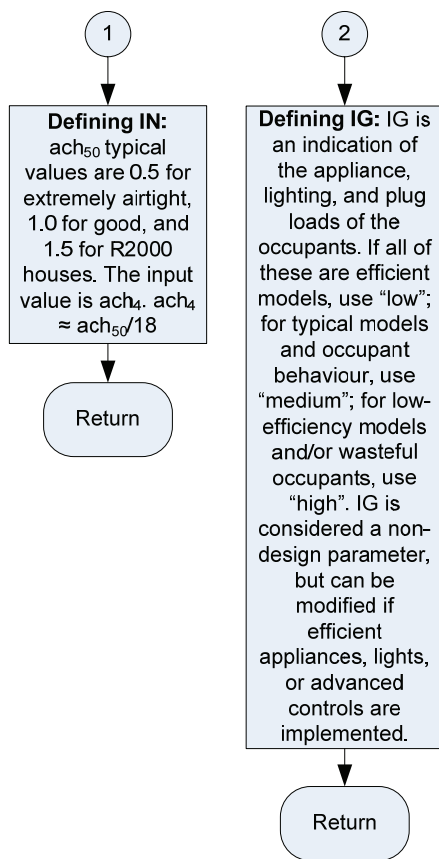 1
Defining IN:
ach₅₀ typical
values are 0.5 for
extremely airtight,
1.0 for good, and
1.5 for R2000
houses. The input
value is ach₄. ach₄
≈ ach₅₀/18
Return
2
Defining IG: IG is
an indication of
the appliance,
lighting, and plug
loads of the
occupants. If all of
these are efficient
models, use “low”;
for typical models
and occupant
behaviour, use
“medium”; for low-
efficiency models
and/or wasteful
occupants, use
“high”. IG is
considered a non-
design parameter,
but can be
modified if
efficient
appliances, lights,
or advanced
controls are
implemented.
Return